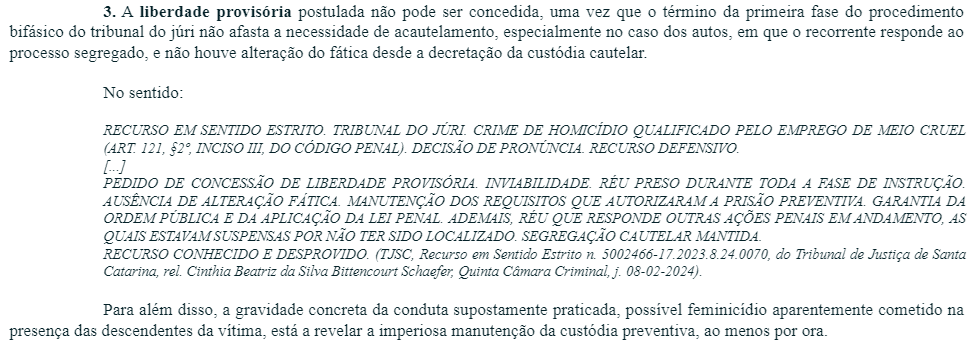 3. A liberdade provisória postulada não pode ser concedida, uma vez que o término da primeira fase do procedimento
bifásico do tribunal do júri não afasta a necessidade de acautelamento, especialmente no caso dos autos, em que o recorrente responde ao
processo segregado, e não houve alteração do fática desde a decretação da custódia cautelar.
No sentido:
RECURSO EM SENTIDO ESTRITO. TRIBUNAL DO JÚRI. CRIME DE HOMICÍDIO QUALIFICADO PELO EMPREGO DE MEIO CRUEL
(ART. 121, §2º, INCISO III, DO CÓDIGO PENAL). DECISÃO DE PRONÚNCIA. RECURSO DEFENSIVO.
[...]
PEDIDO DE CONCESSÃO DE LIBERDADE PROVISÓRIA. INVIABILIDADE. RÉU PRESO DURANTE TODA A FASE DE INSTRUÇÃO.
AUSÊNCIA DE ALTERAÇÃO FÁTICA. MANUTENÇÃO DOS REQUISITOS QUE AUTORIZARAM A PRISÃO PREVENTIVA. GARANTIA DA
ORDEM PÚBLICA E DA APLICAÇÃO DA LEI PENAL. ADEMAIS, RÉU QUE RESPONDE OUTRAS AÇÕES PENAIS EM ANDAMENTO, AS
QUAIS ESTAVAM SUSPENSAS POR NÃO TER SIDO LOCALIZADO. SEGREGAÇÃO CAUTELAR MANTIDA.
RECURSO CONHECIDO E DESPROVIDO. (TJSC, Recurso em Sentido Estrito n. 5002466-17.2023.8.24.0070, do Tribunal de Justiça de Santa
Catarina, rel. Cinthia Beatriz da Silva Bittencourt Schaefer, Quinta Câmara Criminal, j. 08-02-2024).
Para além disso, a gravidade concreta da conduta supostamente praticada, possível feminicídio aparentemente cometido na
presença das descendentes da vítima, está a revelar a imperiosa manutenção da custódia preventiva, ao menos por ora.